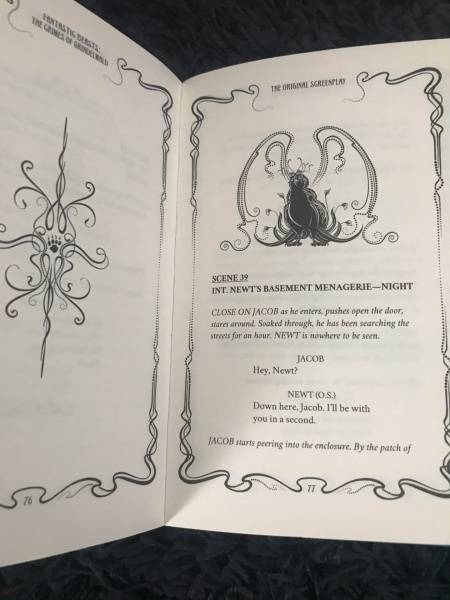 FANTASTIC BEASTS:
THE CRIMES OF GRINDELWALD
76
THE ORIGINAL SCREENPLAY
SCENE 39
INT. NEWT'S BASEMENT MENAGERIE—NIGHT
CLOSE ON JACOB as he enters, pushes open the door,
stares around. Soaked through, he has been searching the
streets for an hour. NEWT is nowhere to be seen.
JACOB
Hey, Newt?
NEWT (O.S.)
Down here, Jacob. I'll be with
you in a second.
JACOB starts peering into the enclosure. By the patch of
77